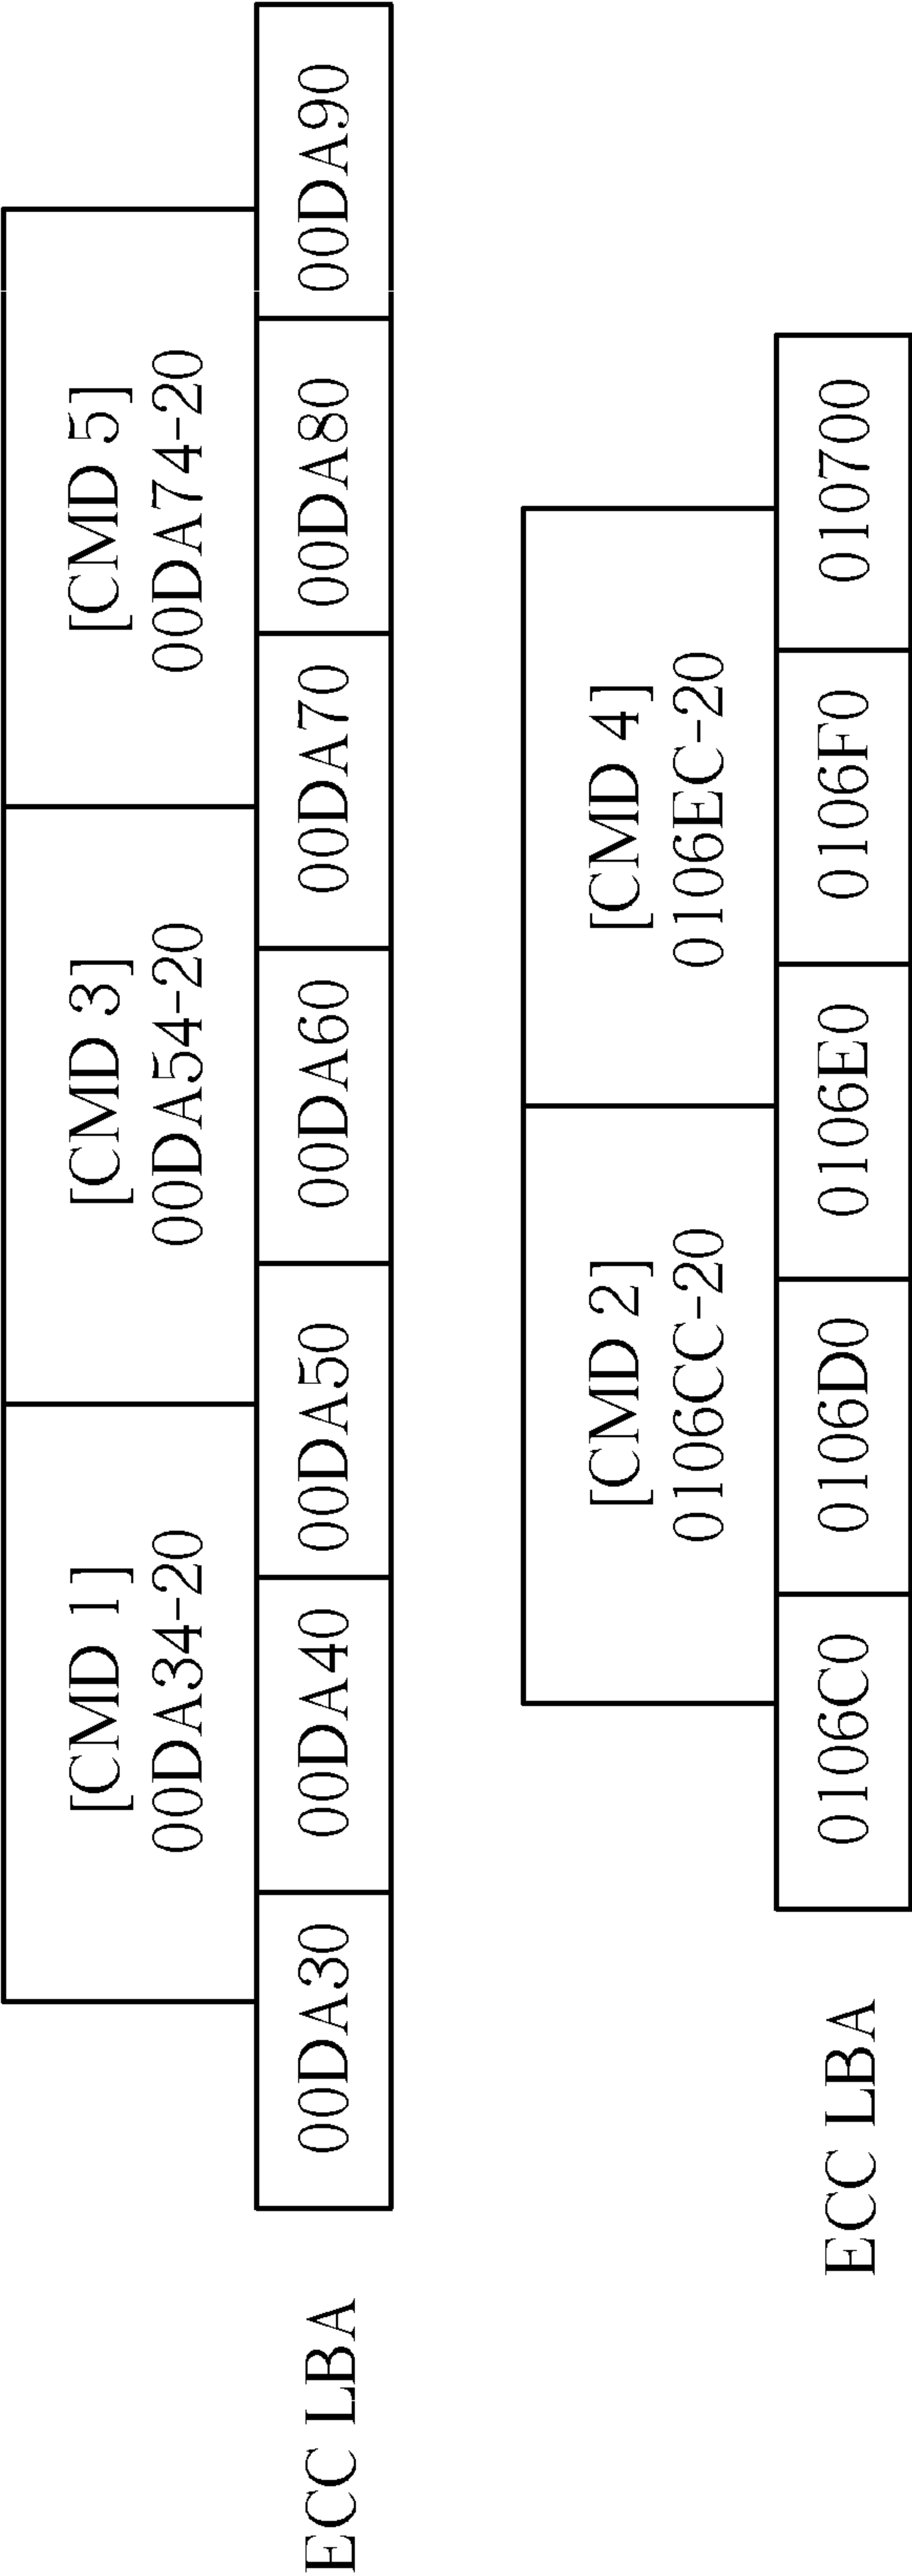 [CMD 1]
00DA34-20
[CMD 3]
00DA54-20
[CMD 5]
00DA74-20
ECC LBA
00DA30
00DA40
00DA50
00DA60
00DA70
00DA80
00DA90
[CMD 2]
0106CC-20
[CMD 4]
0106EC-20
ECC LBA
0106C0
0106D0
0106E0
0106F0
010700